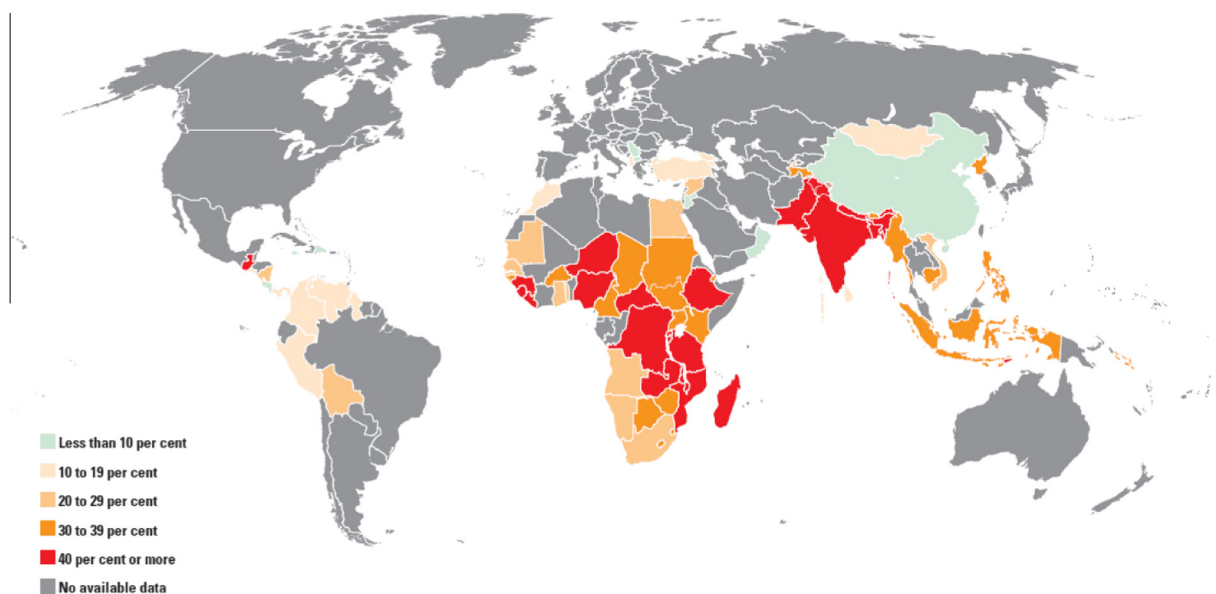 Less than 10 per cent
10 to 19 per cent
20 to 29 per cent
30 to 39 per cent
40 per cent or more
No available data